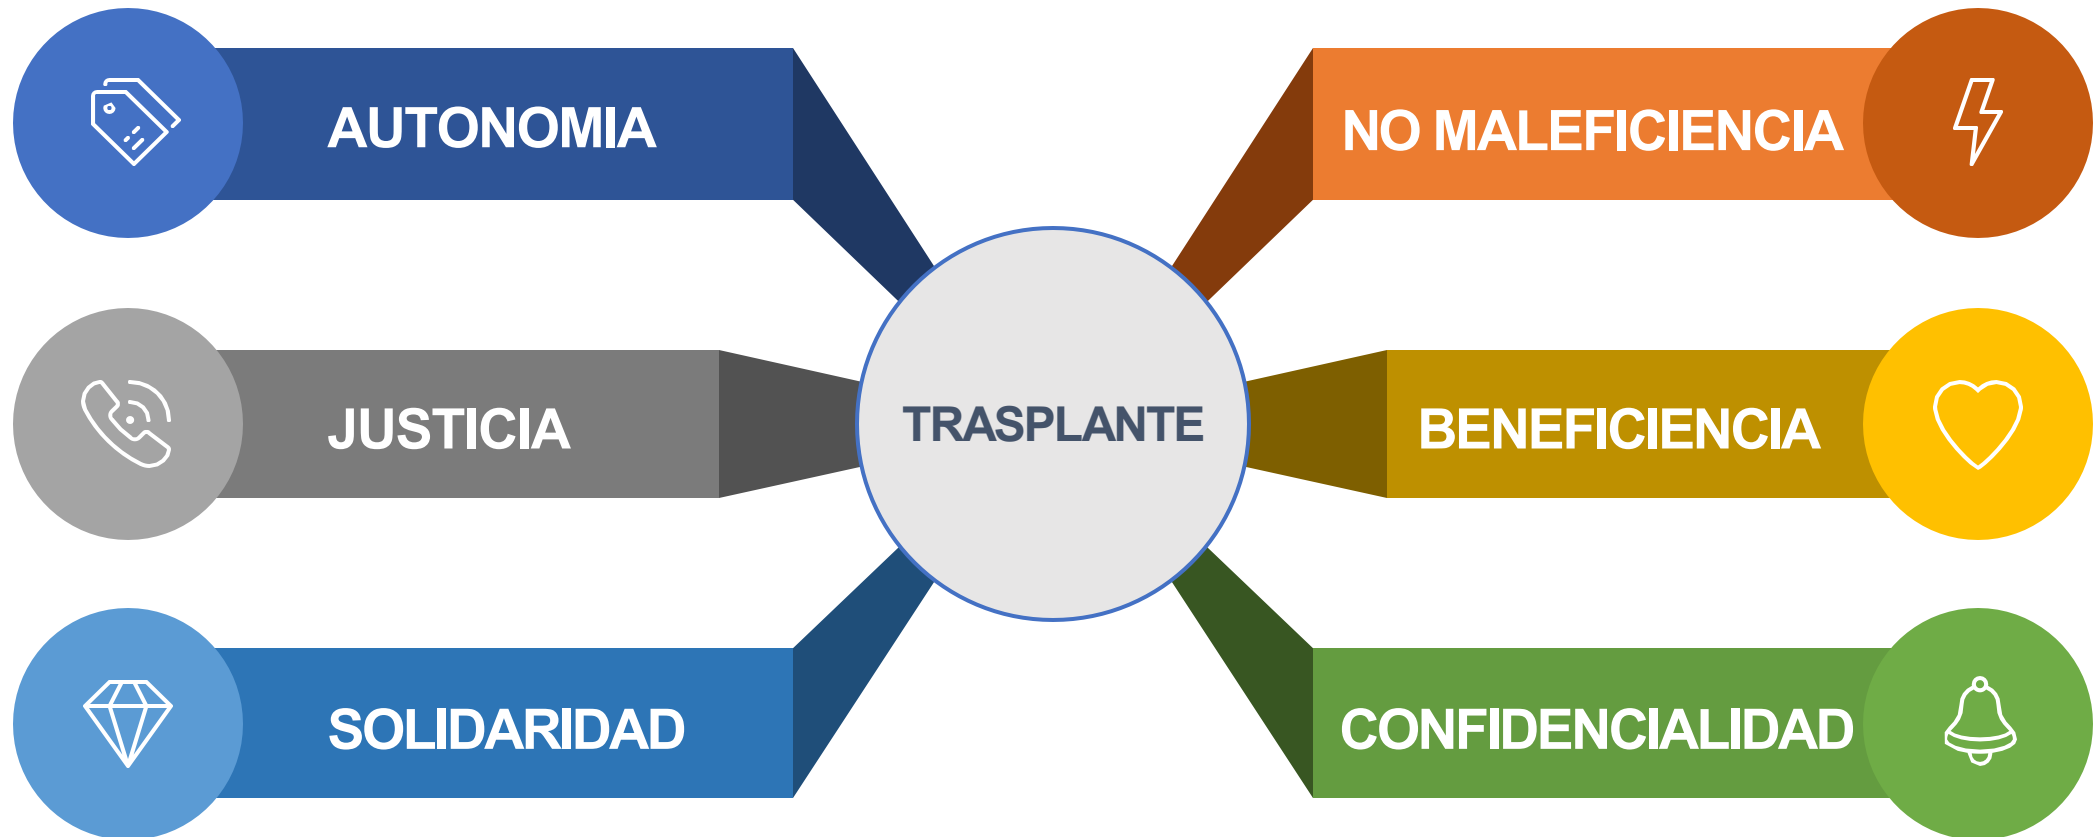 AUTONOMIA
NO MALEFICIENCIA
JUSTICIA
TRASPLANTE
BENEFICIENCIA
SOLIDARIDAD
CONFIDENCIALIDAD